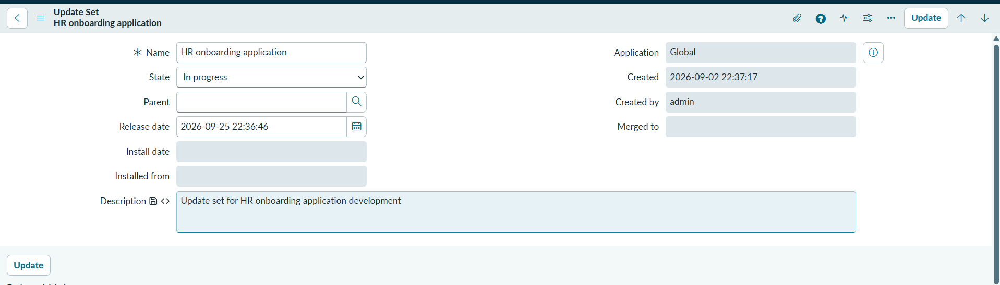 Update Set
HR onboarding application
Update
Name HR onboarding application
Application Global
State In progress
Created 2026-09-02 22:37:17
Parent
Created by admin
Release date 2026-09-25 22:36:46
Merged to
Install date
Installed from
Description Update set for HR onboarding application development
Update